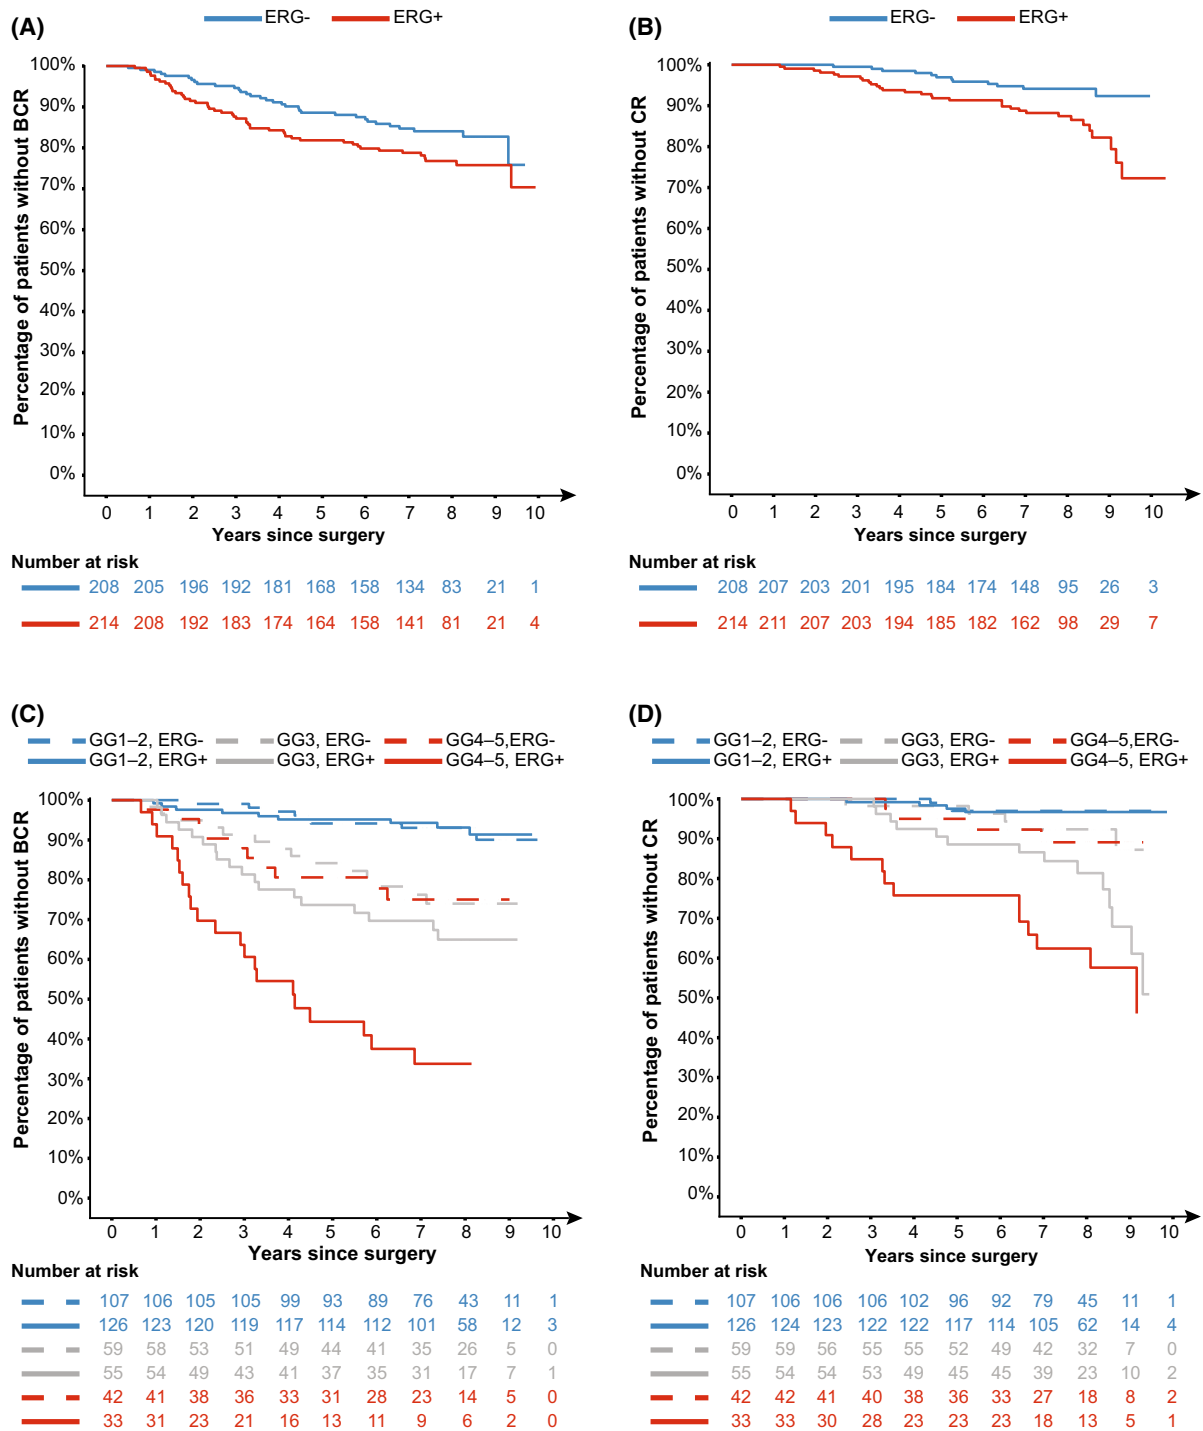 (A)
ERG- ERG+
Percentage of patients without BCR
100%
90%
80%
70%
60%
50%
40%
30%
20%
10%
0%
0 1 2 3 4 5 6 7 8 9 10
Years since surgery
Number at risk
208 205 196 192 181 168 158 134 83 21 1
214 208 192 183 174 164 158 141 81 21 4
(B)
ERG- ERG+
Percentage of patients without CR
100%
90%
80%
70%
60%
50%
40%
30%
20%
10%
0%
0 1 2 3 4 5 6 7 8 9 10
Years since surgery
Number at risk
208 207 203 201 195 184 174 148 95 26 3
214 211 207 203 194 185 182 162 98 29 7
(C)
GG1–2, ERG- GG3, ERG- GG4–5,ERG-
GG1–2, ERG+ GG3, ERG+ GG4–5, ERG+
Percentage of patients without BCR
100%
90%
80%
70%
60%
50%
40%
30%
20%
10%
0%
0 1 2 3 4 5 6 7 8 9 10
Years since surgery
Number at risk
107 106 105 105 99 93 89 76 43 11 1
126 123 120 119 117 114 112 101 58 12 3
59 58 53 51 49 44 41 35 26 5 0
55 54 49 43 41 37 35 31 17 7 1
42 41 38 36 33 31 28 23 14 5 0
33 31 23 21 16 13 11 9 6 2 0
(D)
GG1–2, ERG- GG3, ERG- GG4–5,ERG-
GG1–2, ERG+ GG3, ERG+ GG4–5, ERG+
Percentage of patients without CR
100%
90%
80%
70%
60%
50%
40%
30%
20%
10%
0%
0 1 2 3 4 5 6 7 8 9 10
Years since surgery
Number at risk
107 106 106 106 102 96 92 79 45 11 1
126 124 123 122 122 117 114 105 62 14 4
59 59 56 55 55 52 49 42 32 7 0
55 54 54 53 49 45 45 39 23 10 2
42 42 41 40 38 36 33 27 18 8 2
33 33 30 28 23 23 23 18 13 5 1